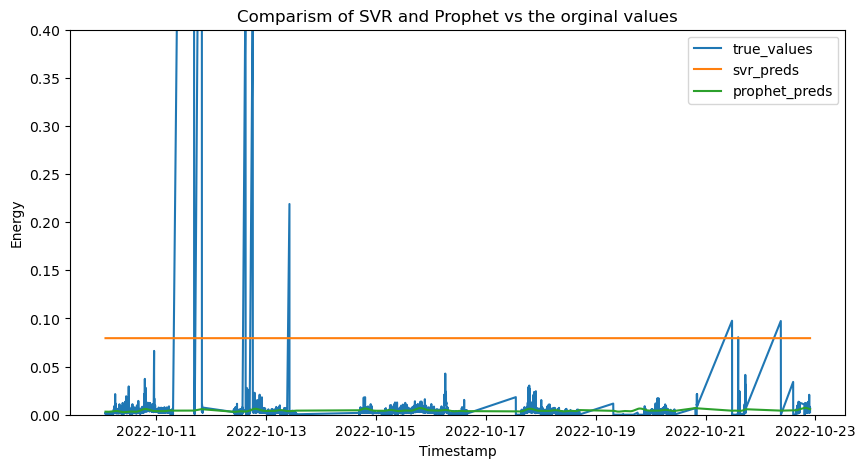 Comparism of SVR and Prophet vs the orginal values
Energy
0.40
0.35
0.30
0.25
0.20
0.15
0.10
0.05
0.00
true_values
svr_preds
prophet_preds
2022-10-11 2022-10-13 2022-10-15 2022-10-17 2022-10-19 2022-10-21 2022-10-23
Timestamp